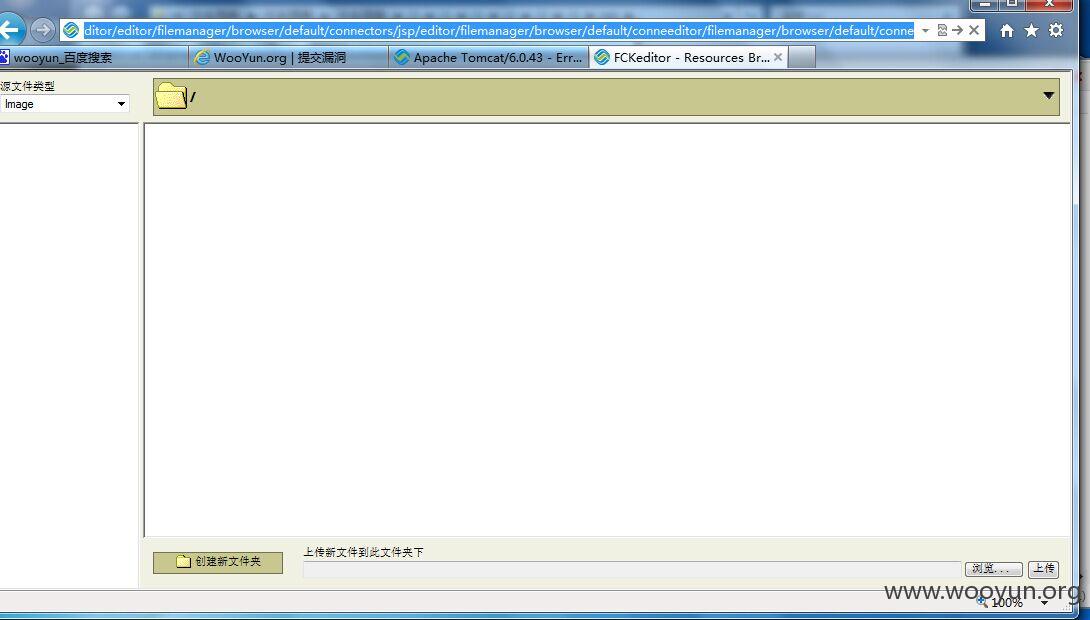 ditor/editor/filemanager/browser/default/connectors/jsp/editor/filemanager/browser/default/conneeditor/filemanager/browser/default/conne
wooyun_百度搜索
WooYun.org | 提交漏洞
Apache Tomcat/6.0.43 - Err...
FCKeditor - Resources Br...
源文件类型
Image
/
创建新文件夹
上传新文件到此文件夹下
浏览...
上传
www.wooyun.org
100%